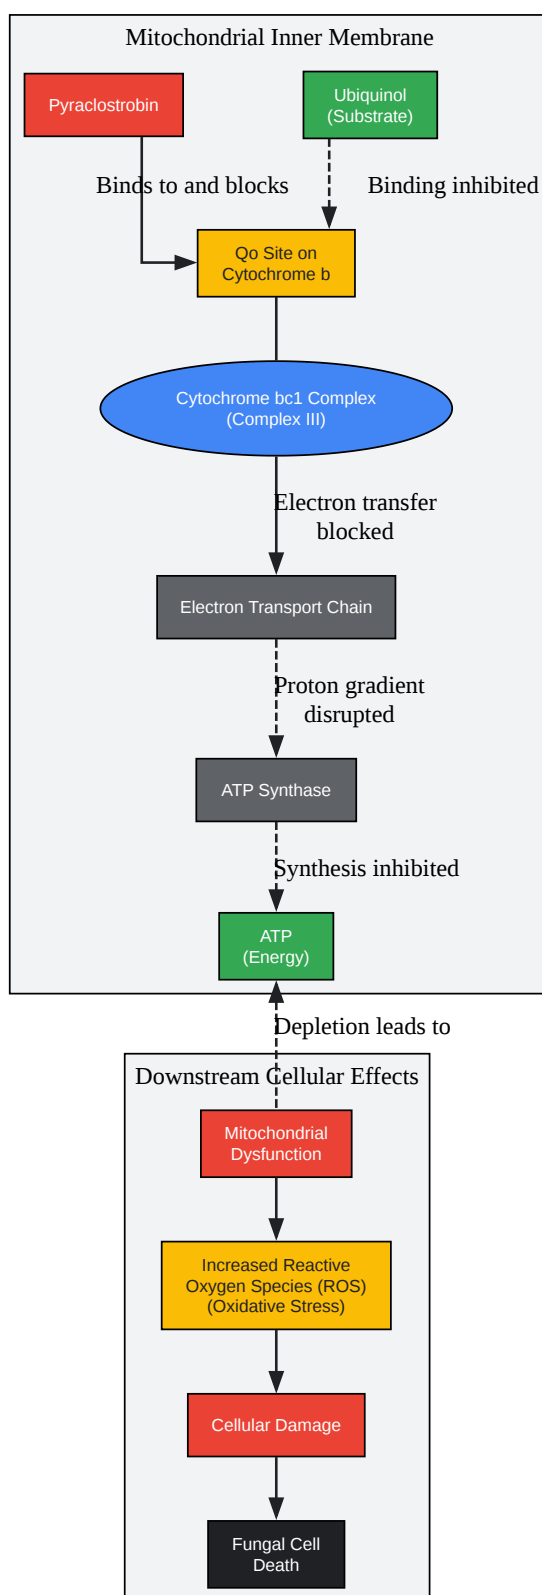 Mitochondrial Inner Membrane
Pyraclostrobin
Ubiquinol
(Substrate)
Binds to and blocks
Binding inhibited
Qo Site on
Cytochrome b
Cytochrome bc1 Complex
(Complex III)
Electron transfer
blocked
Electron Transport Chain
Proton gradient
disrupted
ATP Synthase
Synthesis inhibited
ATP
(Energy)
Depletion leads to
Downstream Cellular Effects
Mitochondrial
Dysfunction
Increased Reactive
Oxygen Species (ROS)
(Oxidative Stress)
Cellular Damage
Fungal Cell
Death